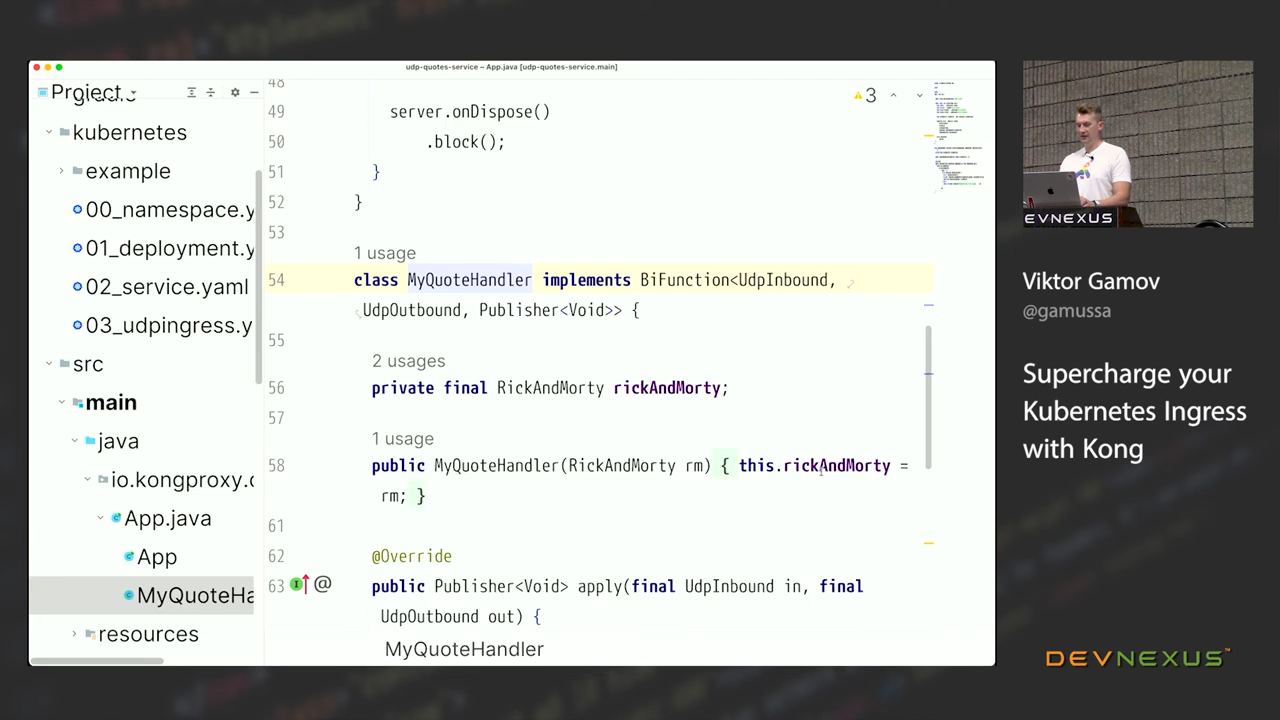 udp-quotes-service – App.java [udp-quotes-service.main]
Project
kubernetes
example
00_namespace.y
01_deployment.y
02_service.yaml
03_udpingress.y
src
main
java
io.kongproxy.c
App.java
App
MyQuoteHa
resources
3
48
49 server.onDispose()
50 .block();
51 }
52 }
53
1 usage
54 class MyQuoteHandler implements BiFunction<UdpInbound,
UdpOutbound, Publisher<Void>> {
55
2 usages
56 private final RickAndMorty rickAndMorty;
57
1 usage
58 public MyQuoteHandler(RickAndMorty rm) { this.rickAndMorty =
rm; }
61
62 @Override
63 @ public Publisher<Void> apply(final UdpInbound in, final
UdpOutbound out) {
MyQuoteHandler
EVNEXUS
Viktor Gamov
@gamussa
Supercharge your
Kubernetes Ingress
with Kong
DEVNEXUS™